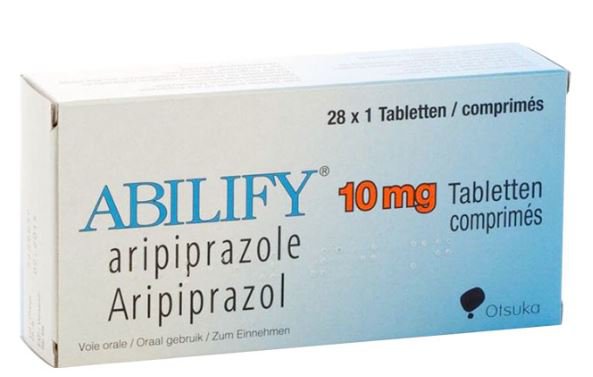 28 x 1 Tabletten / comprimés
ABILIFY® 10 mg Tabletten
comprimés
aripiprazole
Aripiprazol
Otsuka
Voie orale / Oraal gebruik / Zum Einnehmen